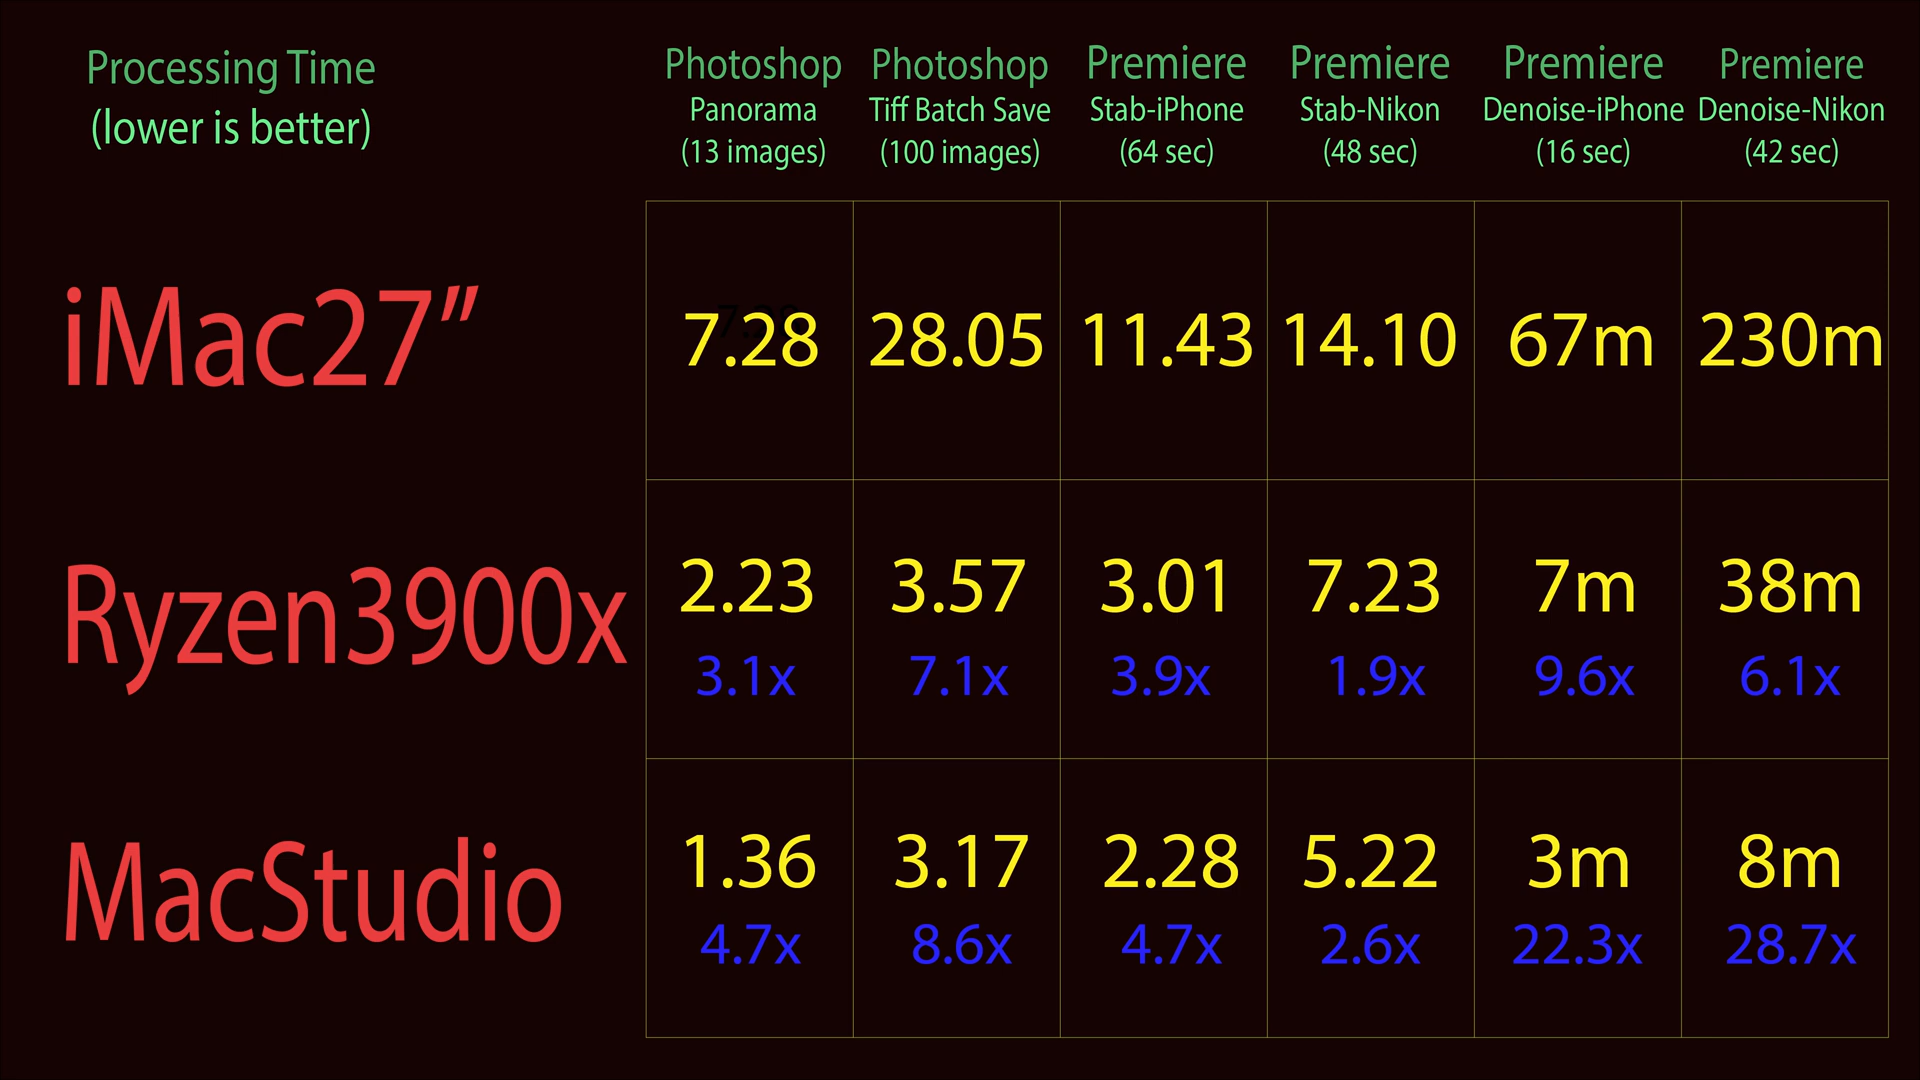 Processing Time
(lower is better)
Photoshop Photoshop Premiere Premiere Premiere Premiere
Panorama Tiff Batch Save Stab-iPhone Stab-Nikon Denoise-iPhone Denoise-Nikon
(13 images) (100 images) (64 sec) (48 sec) (16 sec) (42 sec)
iMac27” 7.28 28.05 11.43 14.10 67m 230m
Ryzen3900x 2.23 3.57 3.01 7.23 7m 38m
3.1x 7.1x 3.9x 1.9x 9.6x 6.1x
MacStudio 1.36 3.17 2.28 5.22 3m 8m
4.7x 8.6x 4.7x 2.6x 22.3x 28.7x